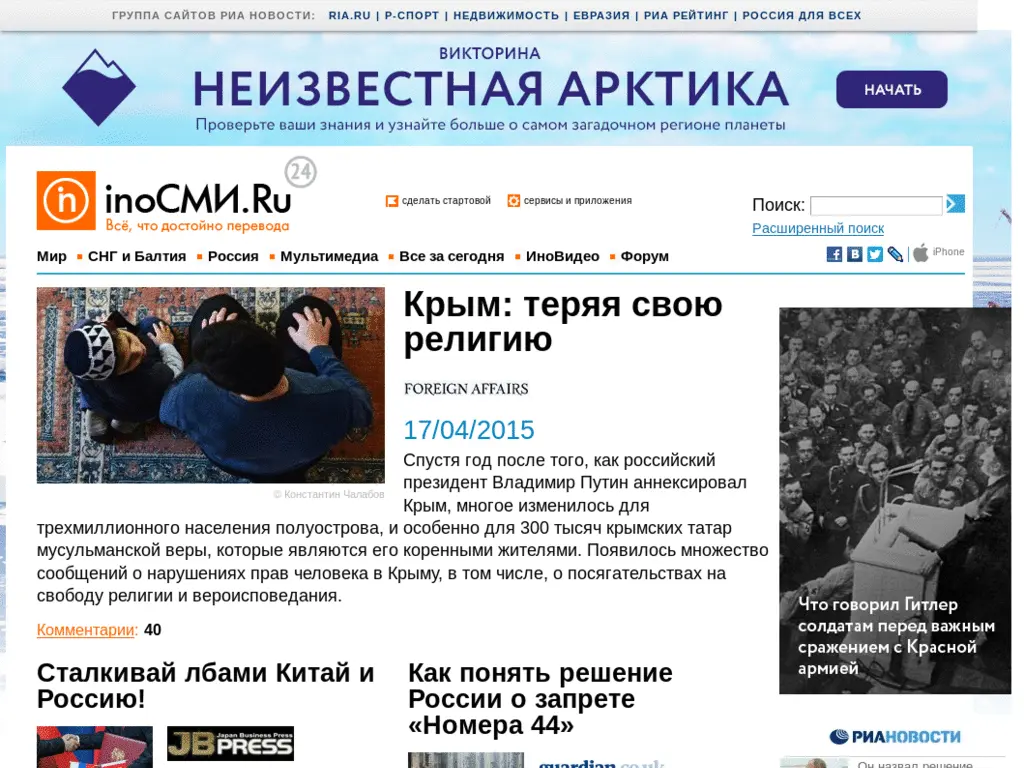 ГРУППА САЙТОВ РИА НОВОСТИ: RIA.RU | Р-СПОРТ | НЕДВИЖИМОСТЬ | ЕВРАЗИЯ | РИА РЕЙТИНГ | РОССИЯ ДЛЯ ВСЕХ
ВИКТОРИНА
НЕИЗВЕСТНАЯ АРКТИКА
Проверьте ваши знания и узнайте больше о самом загадочном регионе планеты
НАЧАТЬ
in
inoСМИ.Ru
24
Всё, что достойно перевода
сделать стартовой
сервисы и приложения
Поиск:
Расширенный поиск
iPhone
Мир СНГ и Балтия Россия Мультимедиа Все за сегодня ИноВидео Форум
© Константин Чалабов
Крым: теряя свою
религию
FOREIGN AFFAIRS
17/04/2015
Спустя год после того, как российский
президент Владимир Путин аннексировал
Крым, многое изменилось для
трехмиллионного населения полуострова, и особенно для 300 тысяч крымских татар
мусульманской веры, которые являются его коренными жителями. Появилось множество
сообщений о нарушениях прав человека в Крыму, в том числе, о посягательствах на
свободу религии и вероисповедания.
Комментарии: 40
Что говорил Гитлер
солдатам перед важным
сражением с Красной
армией
Сталкивай лбами Китай и
Россию!
JB Japan Business Press
PRESS
Как понять решение
России о запрете
«Номера 44»
guardian.co.uk
РИАНОВОСТИ
Он назвал решение